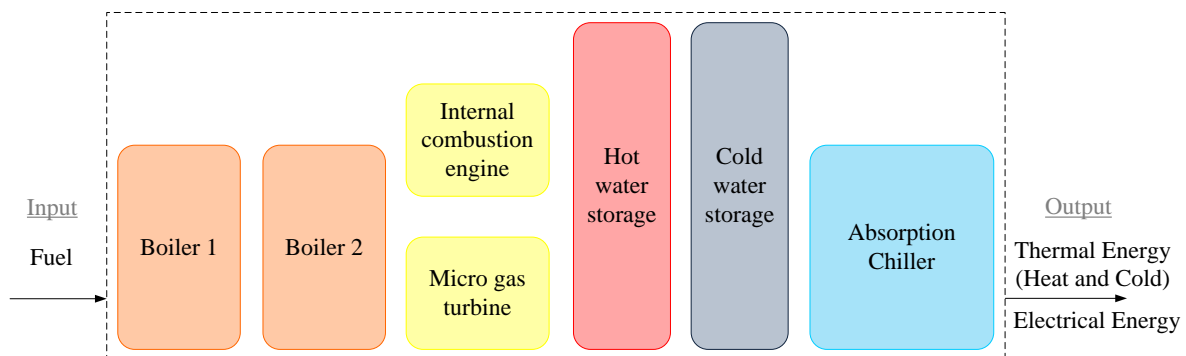 Input
Fuel
Boiler 1
Boiler 2
Internal
combustion
engine
Micro gas
turbine
Hot
water
storage
Cold
water
storage
Absorption
Chiller
Output
Thermal Energy
(Heat and Cold)
Electrical Energy